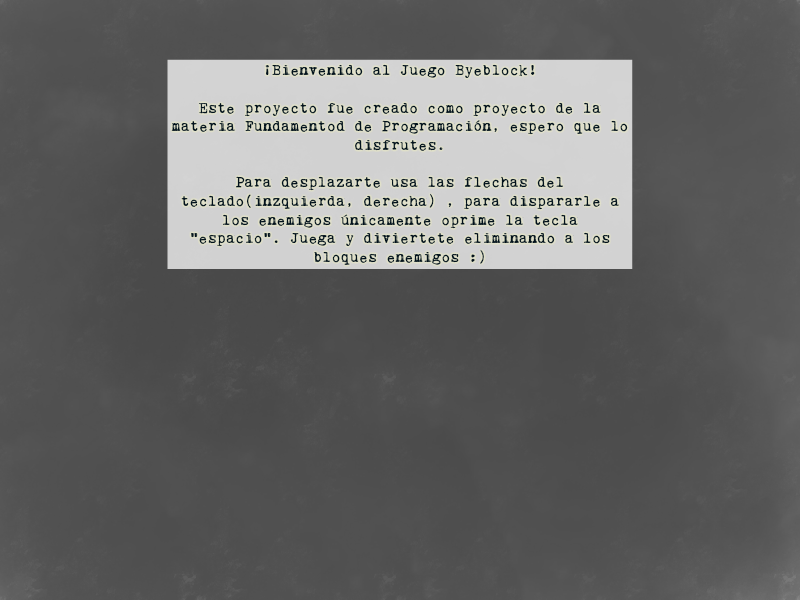 ¡Bienvenido al Juego Byeblock!
Este proyecto fue creado como proyecto de la
materia Fundamentod de Programación, espero que lo
disfrutes.
Para desplazarte usa las flechas del
teclado(inzquierda, derecha) , para dispararle a
los enemigos únicamente oprime la tecla
"espacio". Juega y diviertete eliminando a los
bloques enemigos :)